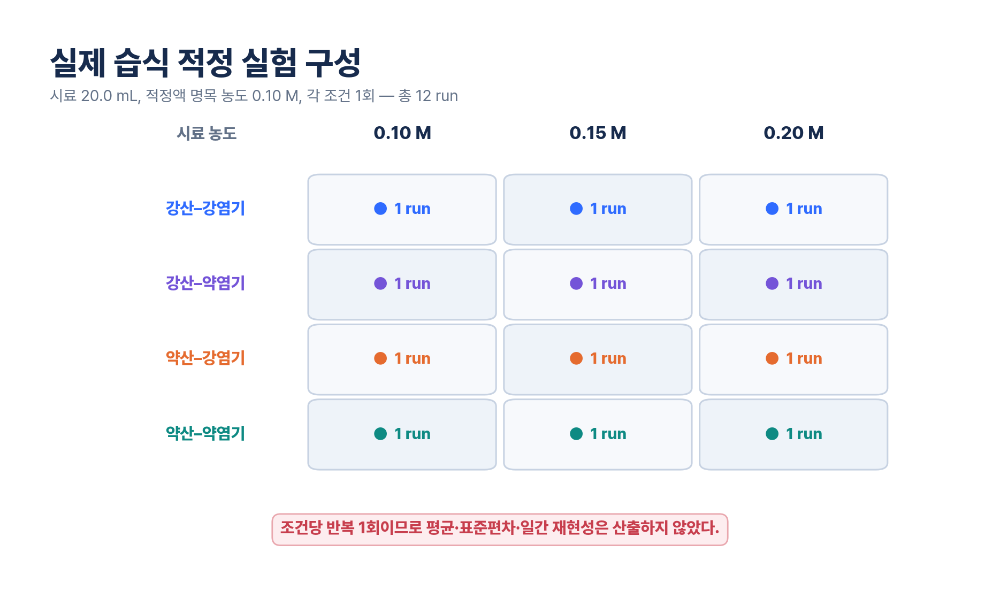 실제 습식 적정 실험 구성
시료 20.0 mL, 적정액 명목 농도 0.10 M, 각 조건 1회 — 총 12 run
시료 농도 0.10 M 0.15 M 0.20 M
강산–강염기 1 run 1 run 1 run
강산–약염기 1 run 1 run 1 run
약산–강염기 1 run 1 run 1 run
약산–약염기 1 run 1 run 1 run
조건당 반복 1회이므로 평균·표준편차·일간 재현성은 산출하지 않았다.